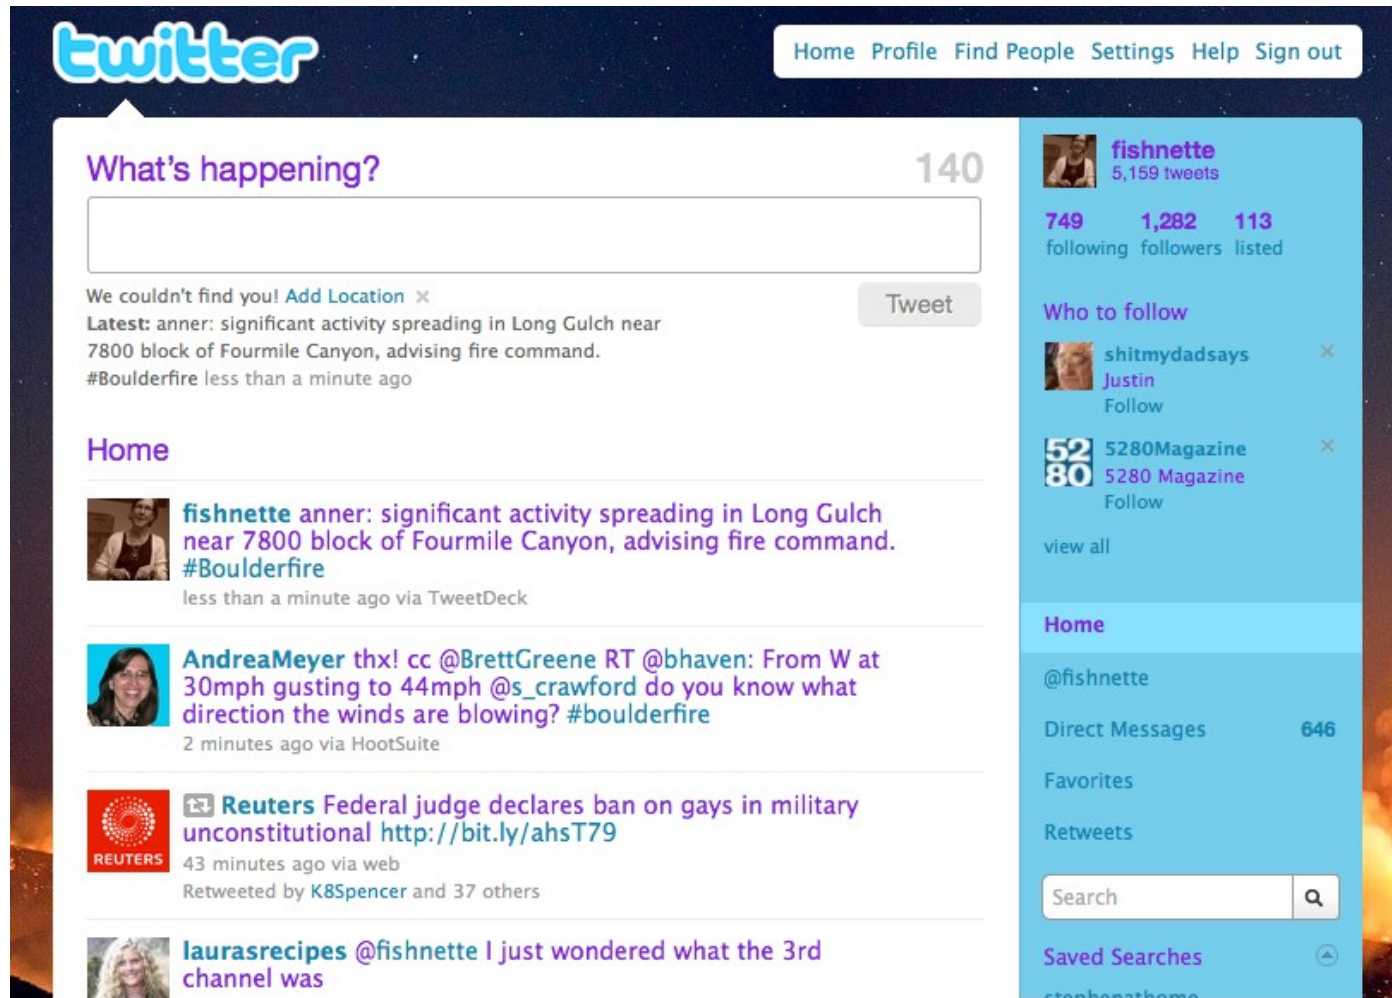 twitter
Home Profile Find People Settings Help Sign out
What's happening?
140
We couldn't find you! Add Location ×
Latest: anner: significant activity spreading in Long Gulch near
7800 block of Fourmile Canyon, advising fire command.
#Boulderfire less than a minute ago
Tweet
Home
fishnette anner: significant activity spreading in Long Gulch
near 7800 block of Fourmile Canyon, advising fire command.
#Boulderfire
less than a minute ago via TweetDeck
AndreaMeyer thx! cc @BrettGreene RT @bhaven: From W at
30mph gusting to 44mph @s_crawford do you know what
direction the winds are blowing? #boulderfire
2 minutes ago via HootSuite
REUTERS
Reuters Federal judge declares ban on gays in military
unconstitutional http://bit.ly/ahsT79
43 minutes ago via web
Retweeted by K8Spencer and 37 others
laurasrecipes @fishnette I just wondered what the 3rd
channel was
fishnette
5,159 tweets
749 1,282 113
following followers listed
Who to follow
shitmydadsays ×
Justin
Follow
52
80
5280Magazine ×
5280 Magazine
Follow
view all
Home
@fishnette
Direct Messages 646
Favorites
Retweets
Search
Saved Searches
stephenathome